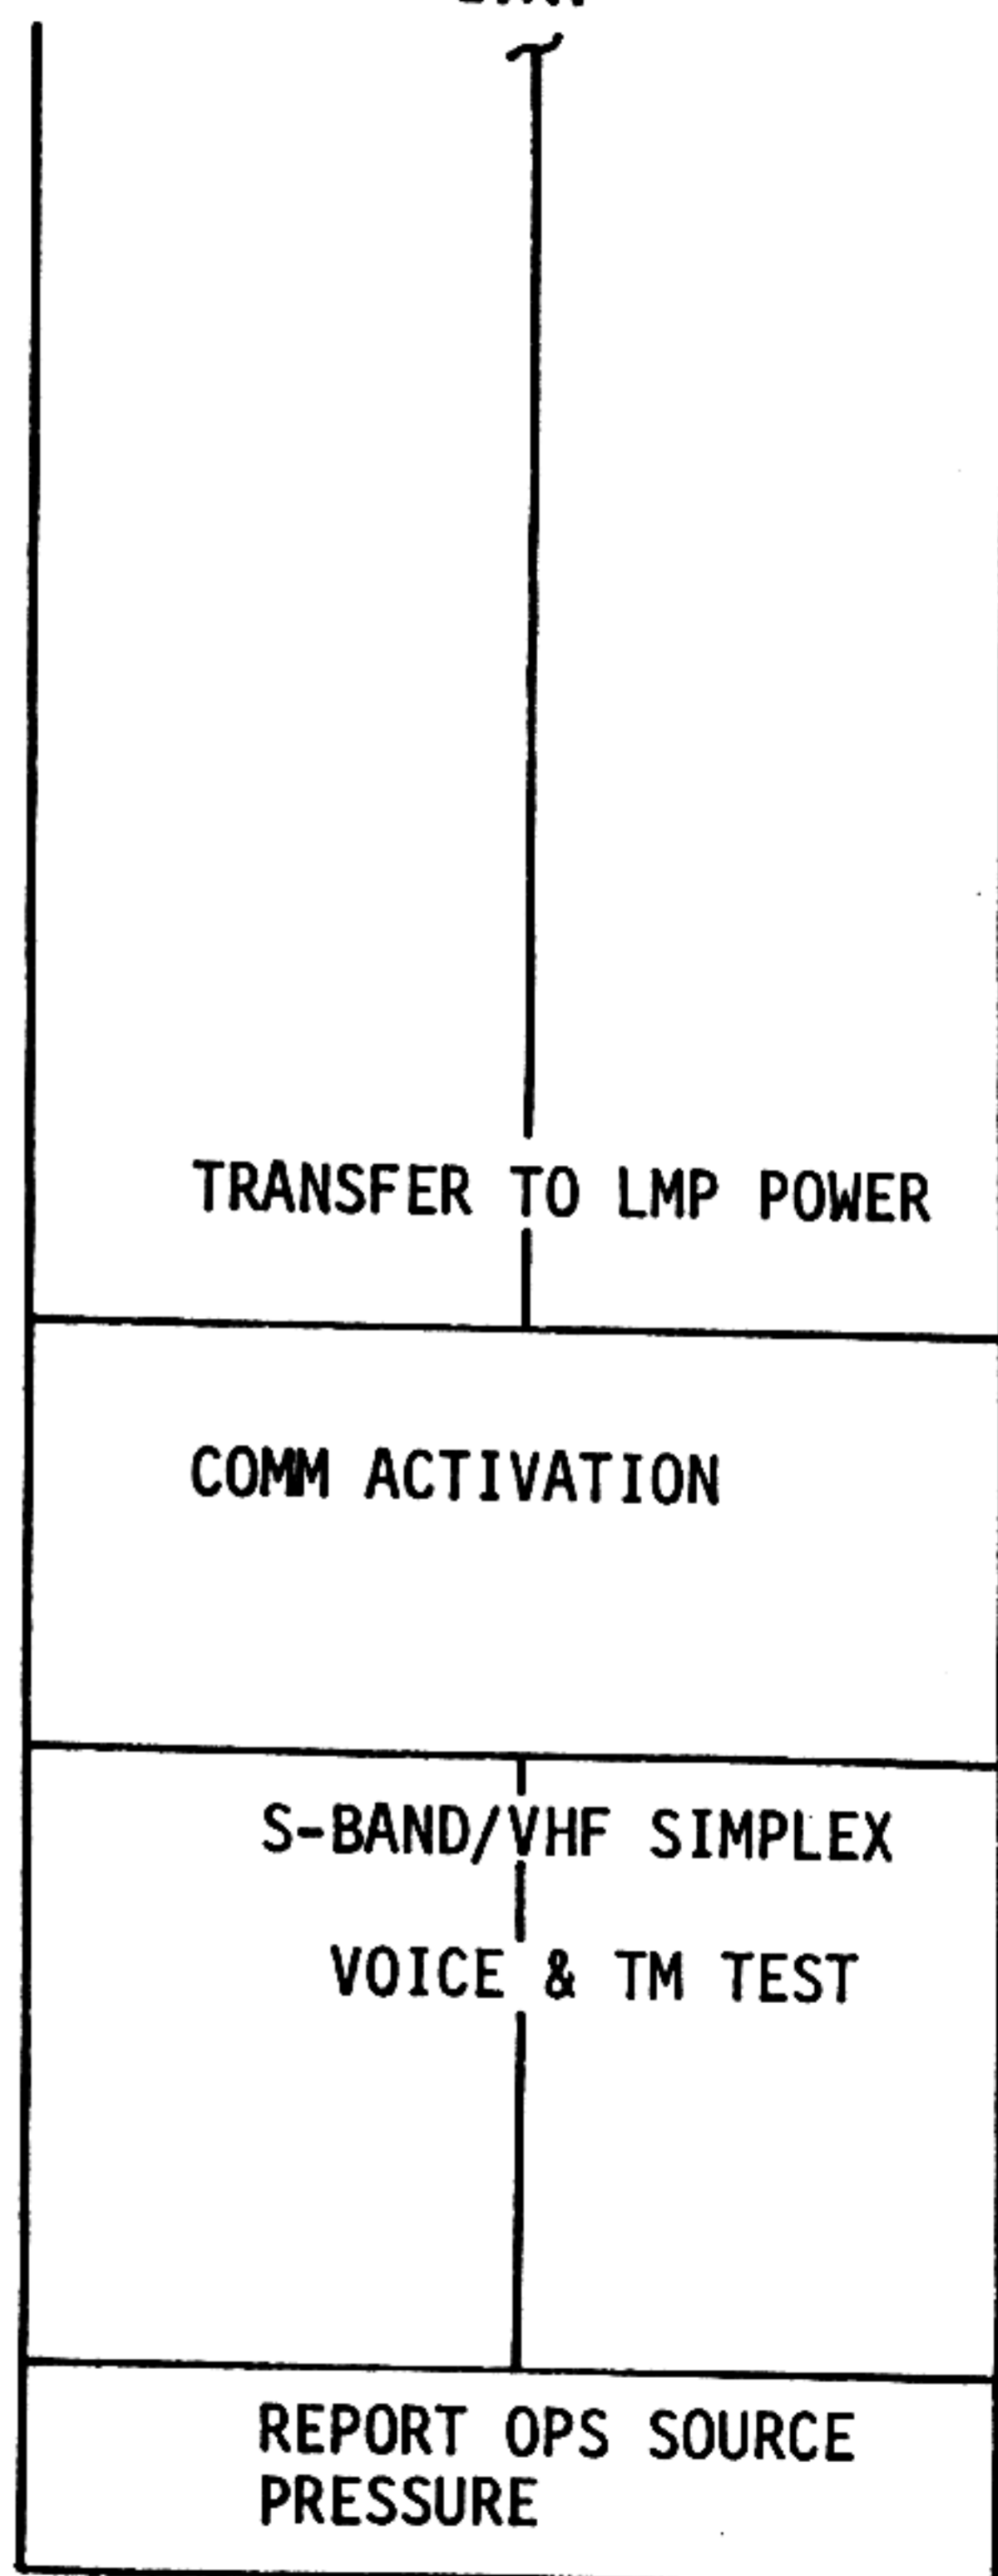 TRANSFER TO LMP POWER
COMM ACTIVATION
S-BAND/VHF SIMPLEX
VOICE & TM TEST
REPORT OPS SOURCE
PRESSURE